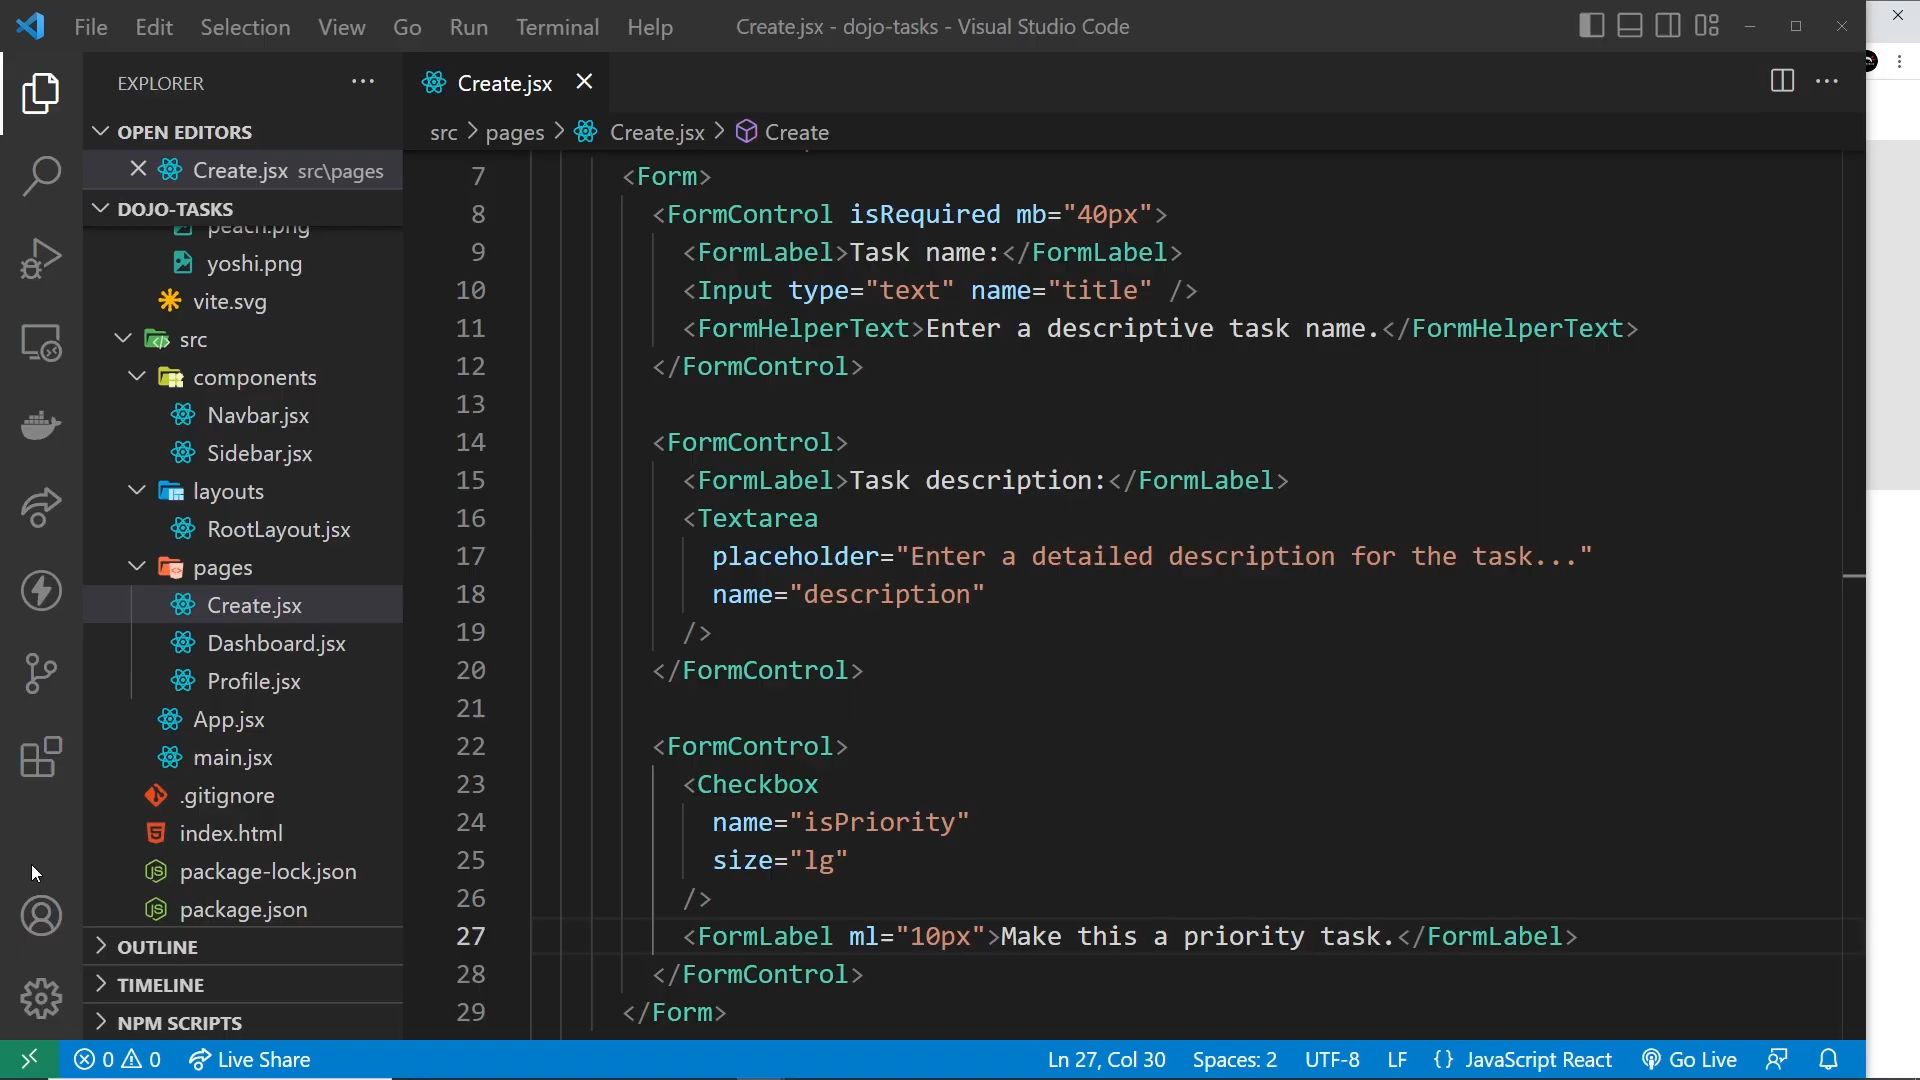 File Edit Selection View Go Run Terminal Help
Create.jsx - dojo-tasks - Visual Studio Code
EXPLORER
OPEN EDITORS
Create.jsx src\pages
DOJO-TASKS
peach.png
yoshi.png
vite.svg
src
components
Navbar.jsx
Sidebar.jsx
layouts
RootLayout.jsx
pages
Create.jsx
Dashboard.jsx
Profile.jsx
App.jsx
main.jsx
.gitignore
index.html
package-lock.json
package.json
OUTLINE
TIMELINE
NPM SCRIPTS
Create.jsx
src > pages > Create.jsx > Create
7 <Form>
8 <FormControl isRequired mb="40px">
9 <FormLabel>Task name:</FormLabel>
10 <Input type="text" name="title" />
11 <FormHelperText>Enter a descriptive task name.</FormHelperText>
12 </FormControl>
13
14 <FormControl>
15 <FormLabel>Task description:</FormLabel>
16 <Textarea
17 placeholder="Enter a detailed description for the task..."
18 name="description"
19 />
20 </FormControl>
21
22 <FormControl>
23 <Checkbox
24 name="isPriority"
25 size="lg"
26 />
27 <FormLabel ml="10px">Make this a priority task.</FormLabel>
28 </FormControl>
29 </Form>
0 0 Live Share
Ln 27, Col 30 Spaces: 2 UTF-8 LF {} JavaScript React Go Live